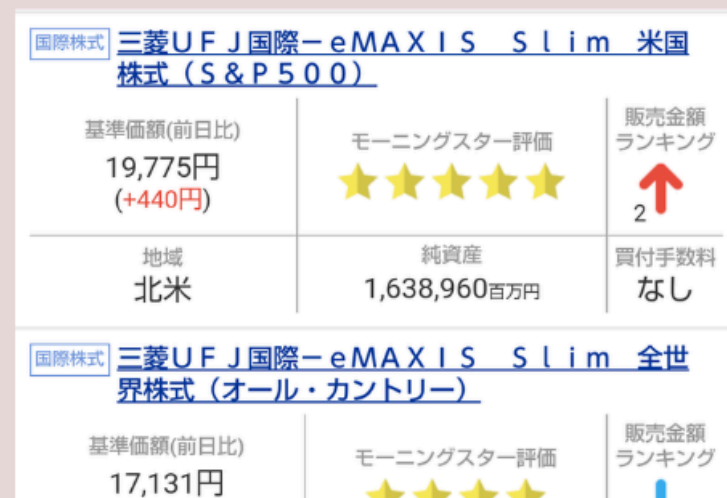 国際株式 三菱ＵＦＪ国際－ｅＭＡＸＩＳ　Ｓｌｉｍ　米国
株式（Ｓ＆Ｐ５００）
基準価額(前日比) モーニングスター評価 販売金額
ランキング
19,775円
(+440円)
2
地域 純資産 買付手数料
北米 1,638,960百万円 なし
国際株式 三菱ＵＦＪ国際－ｅＭＡＸＩＳ　Ｓｌｉｍ　全世
界株式（オール・カントリー）
基準価額(前日比) モーニングスター評価 販売金額
ランキング
17,131円